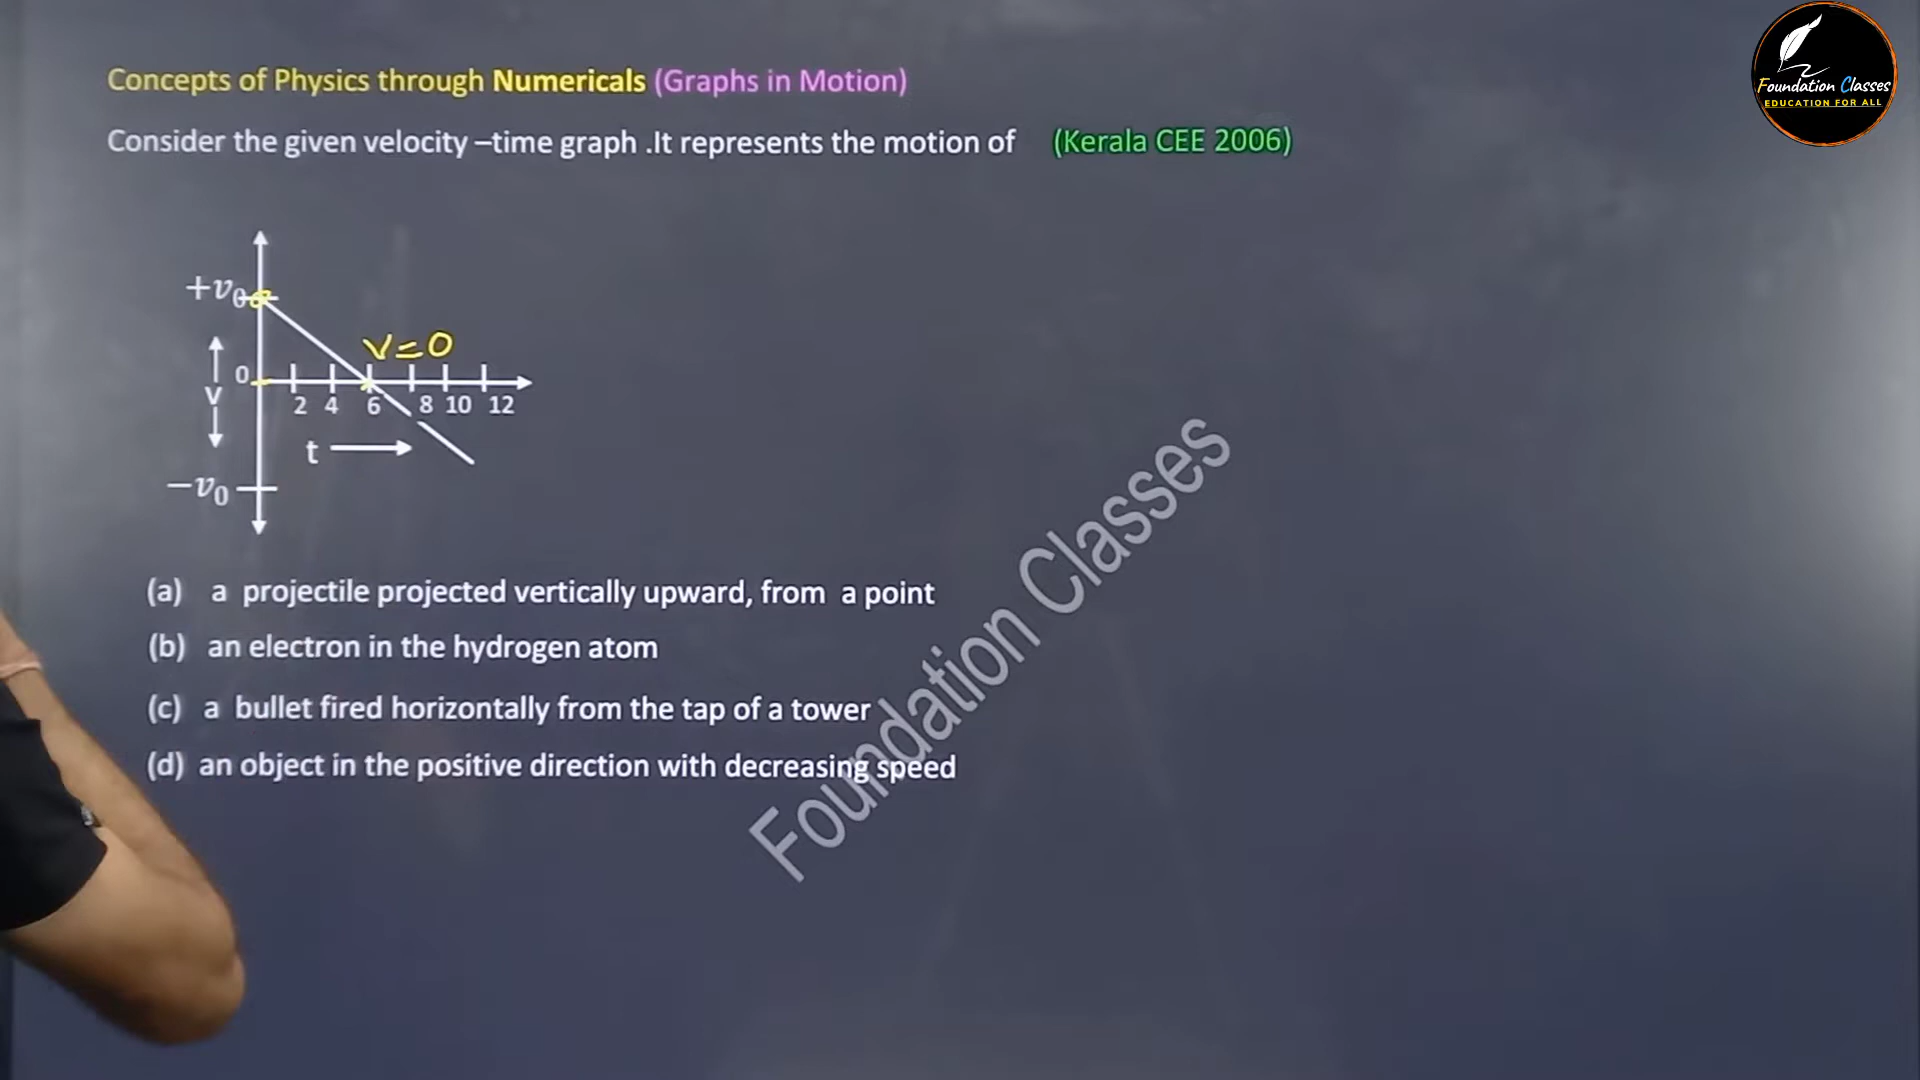 Foundation Classes
EDUCATION FOR ALL
Concepts of Physics through Numericals (Graphs in Motion)
Consider the given velocity –time graph .It represents the motion of (Kerala CEE 2006)
+v₀
V=0
0
v
2 4 6 8 10 12
t
−v₀
(a) a projectile projected vertically upward, from a point
(b) an electron in the hydrogen atom
(c) a bullet fired horizontally from the tap of a tower
(d) an object in the positive direction with decreasing speed
Foundation Classes